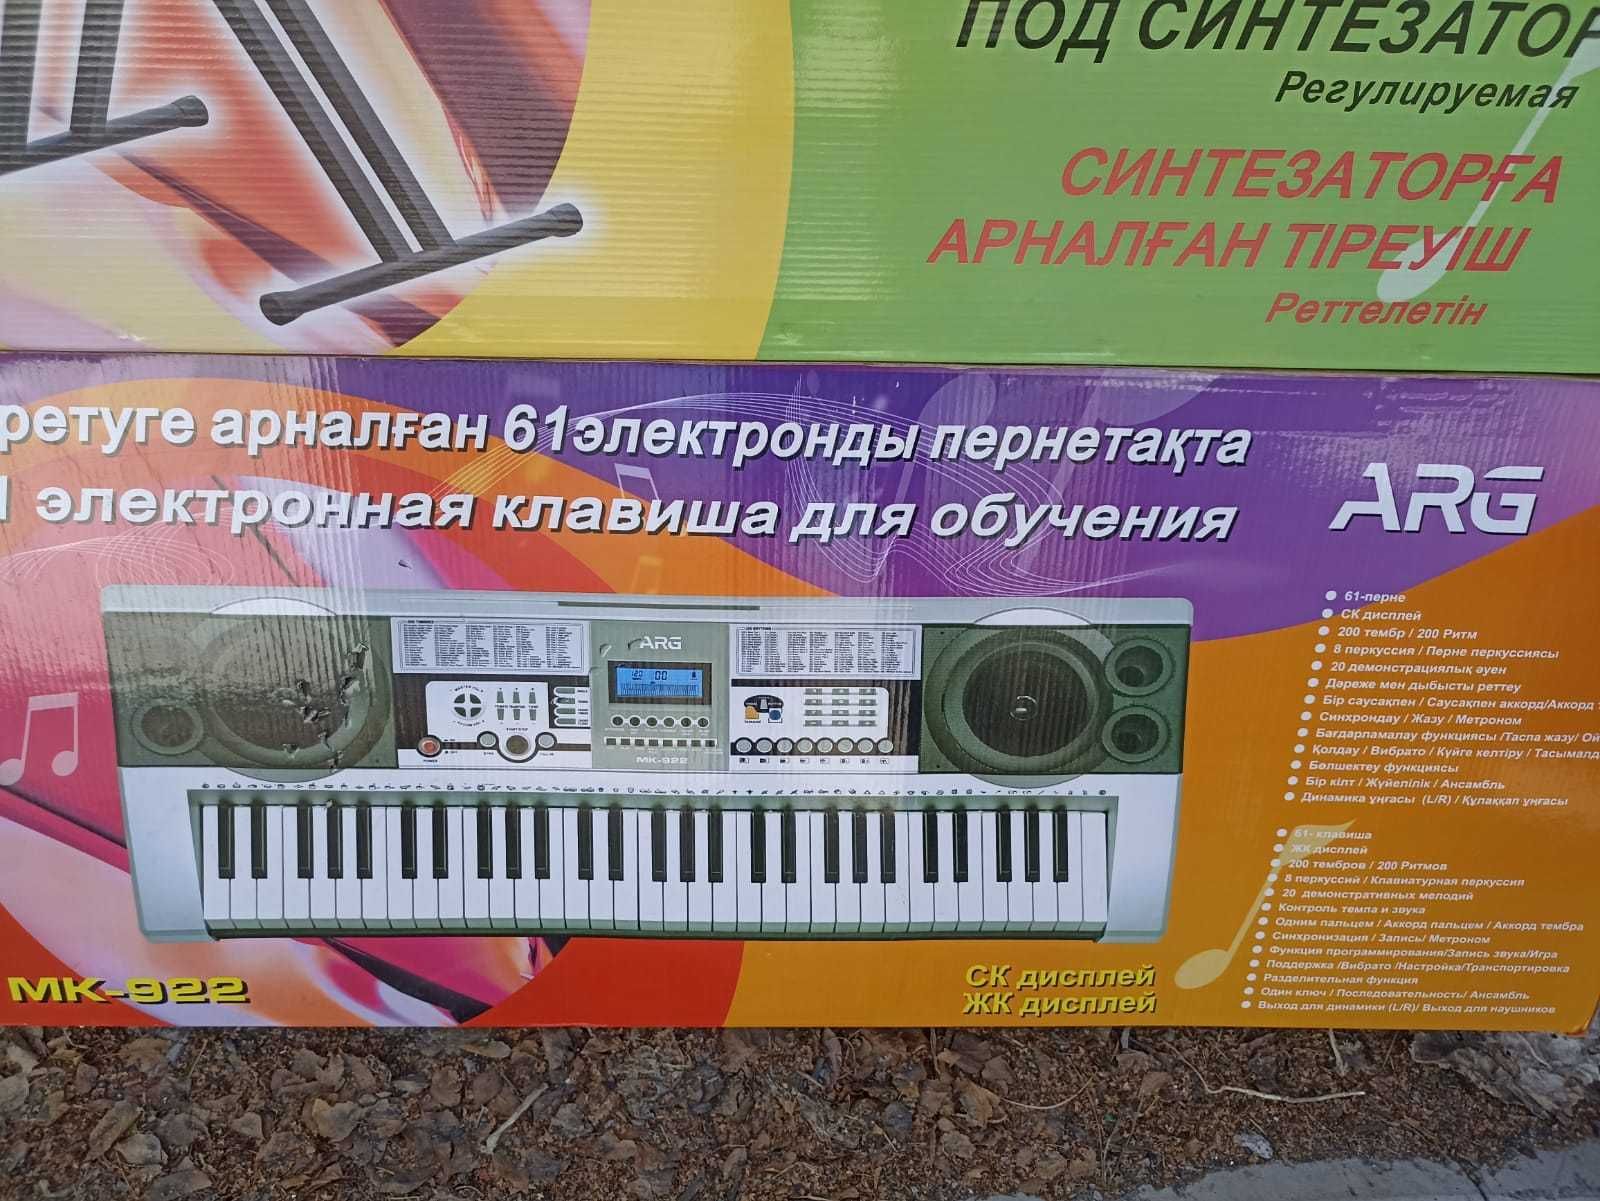 ПОД СИНТЕЗАТОР
Регулируемая
СИНТЕЗАТОРҒА
АРНАЛҒАН ТІРЕУІШ
Реттелетін
ретуге арналған 61электронды пернетақта
1 электронная клавиша для обучения
ARG
61-перне
СК дисплей
200 тембр / 200 Ритм
8 перкуссия / Перне перкуссиясы
20 демонстрациялық әуен
Дәреже мен дыбысты реттеу
Бір саусақпен / Саусақпен аккорд/Аккорд
Синхрондау / Жазу / Метроном
Бағдарламалау функциясы /Таспа жазу/ Ой
Қолдау / Вибрато / Күйге келтіру / Тасымалд
Бөлшектеу функциясы
Бір кілт / Жүйелілік / Ансамбль
Динамика ұңғасы (L/R) / Құлаққап ұңғасы
61- клавиша
ЖК дисплей
200 тембров / 200 Ритмов
8 перкуссий / Клавиатурная перкуссия
20 демонстративных мелодий
Контроль темпа и звука
Одним пальцем / Аккорд пальцем / Аккорд тембра
Синхронизация / Запись/ Метроном
Функция программирования/Запись звука/Игра
Поддержка /Вибрато /Настройка/Транспортировка
Разделительная функция
Один ключ / Последовательность/ Ансамбль
Выход для динамики (L/R)/ Выход для наушников
ARG
MK-922
MK-922
СК дисплей
ЖК дисплей